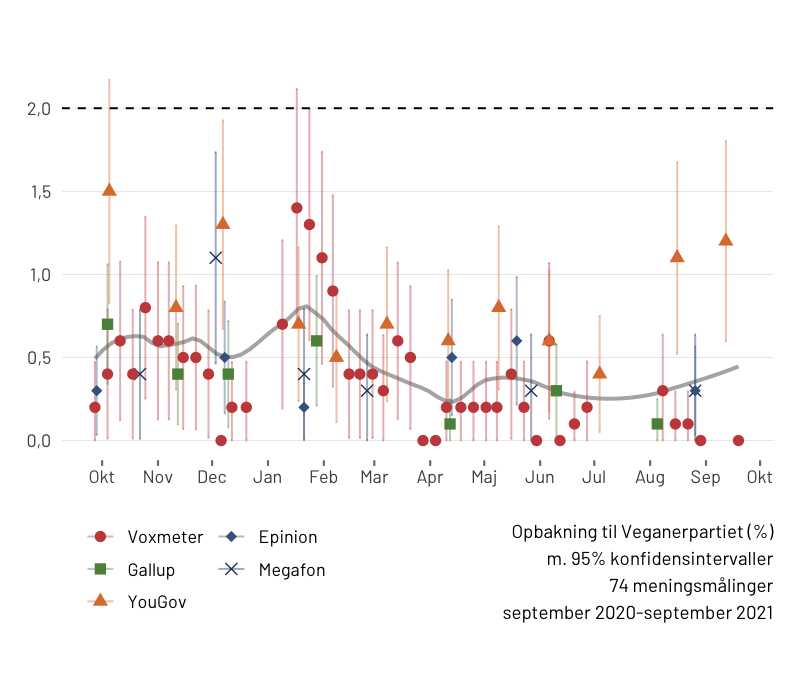 2,0
1,5
1,0
0,5
0,0
Okt Nov Dec Jan Feb Mar Apr Maj Jun Jul Aug Sep Okt
Voxmeter Epinion
Gallup Megafon
YouGov
Opbakning til Veganerpartiet (%)
m. 95% konfidensintervaller
74 meningsmålinger
september 2020-september 2021